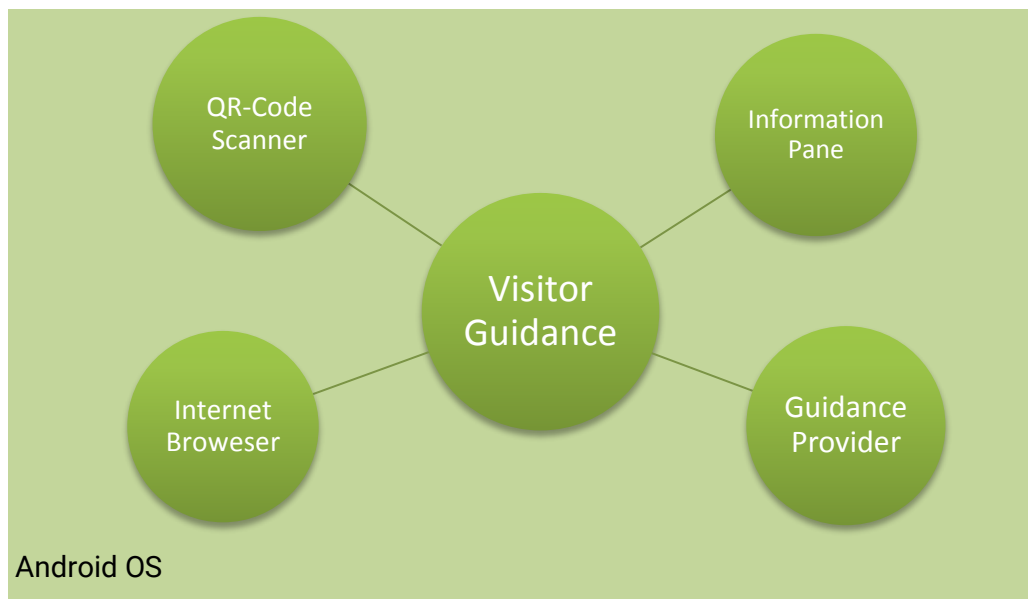 QR-Code
Scanner
Information
Pane
Visitor
Guidance
Internet
Broweser
Guidance
Provider
Android OS